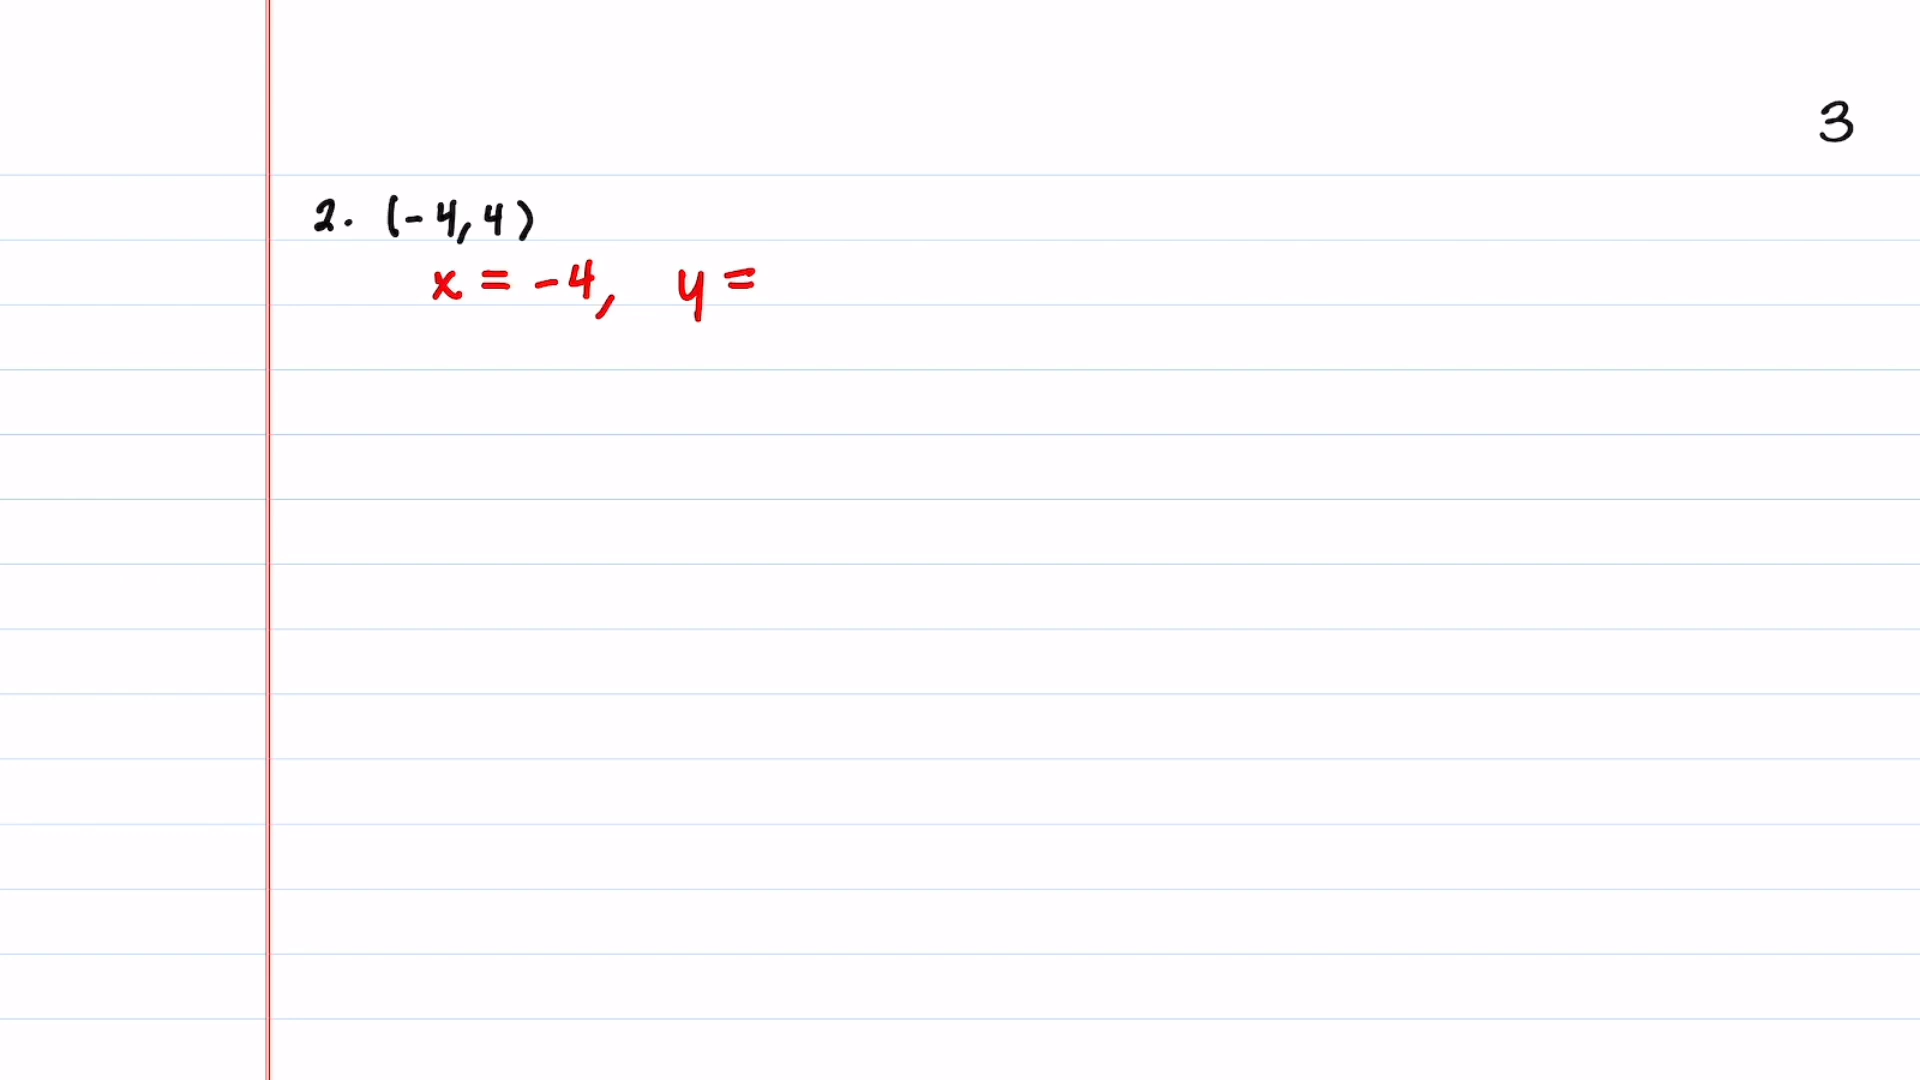 3
2. (-4,4)
x = -4, y =